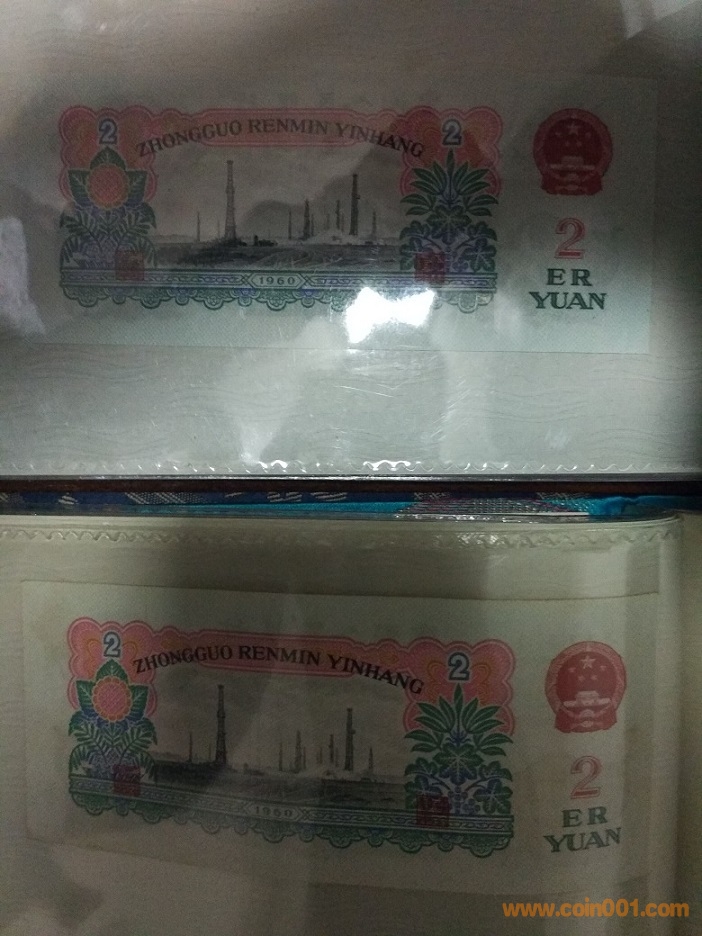 2 2
ZHONGGUO RENMIN YINHANG
2
ER
YUAN
1960
2 2
ZHONGGUO RENMIN YINHANG
2
ER
YUAN
1960
www.coin001.com